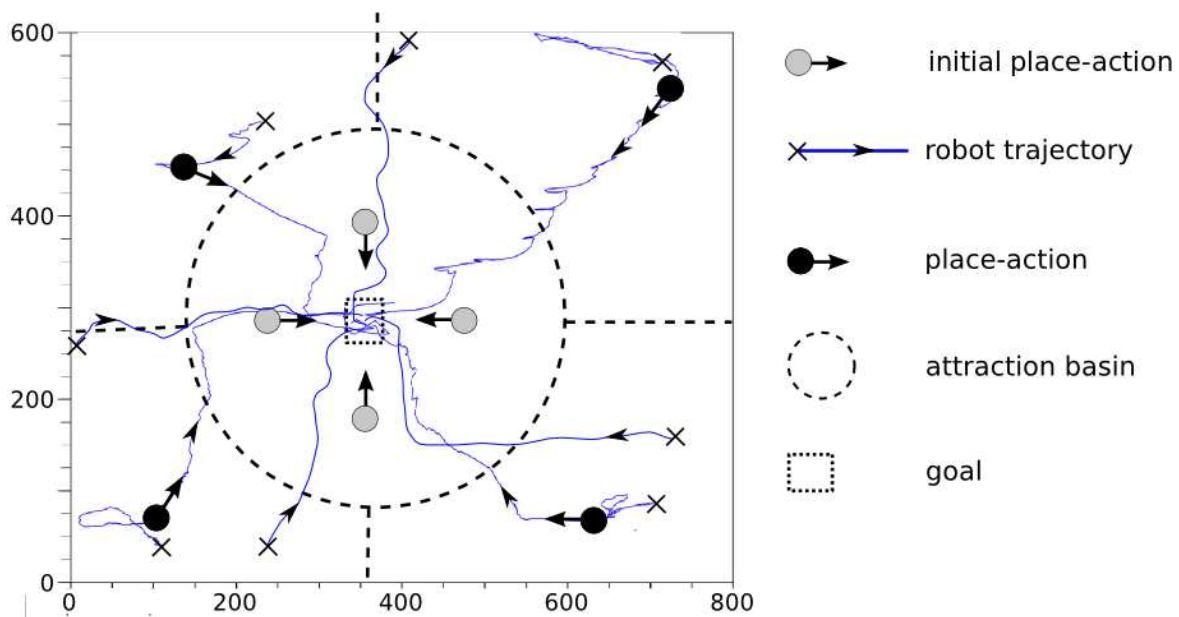 600
400
200
0
0 200 400 600 800
initial place-action
robot trajectory
place-action
attraction basin
goal